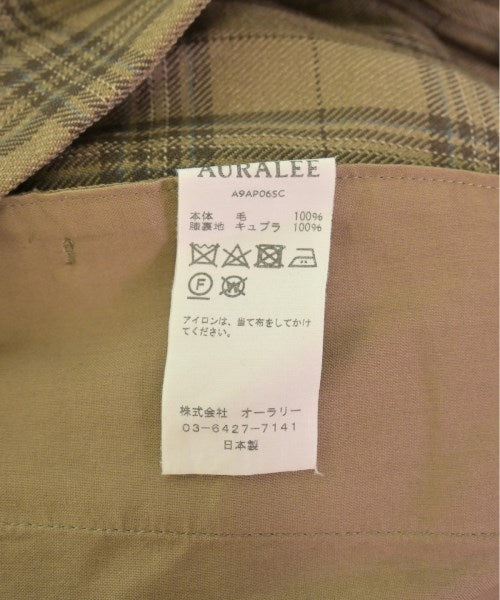 AURALEE
A9AP06SC
本体 毛 100%
膝裏地 キュプラ 100%
F W
アイロンは、当て布をしてかけ
てください。
株式会社 オーラリー
03-6427-7141
日本製